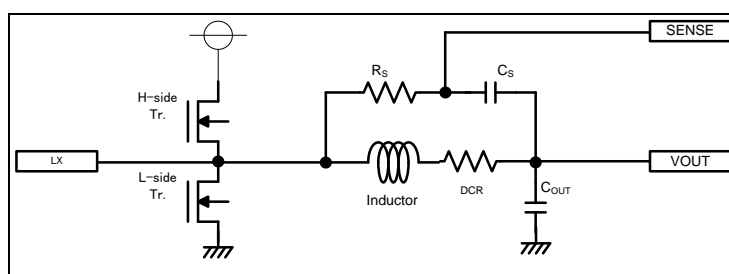 SENSE
RS
CS
H-side
Tr.
LX
VOUT
L-side
Tr.
Inductor
DCR
COUT